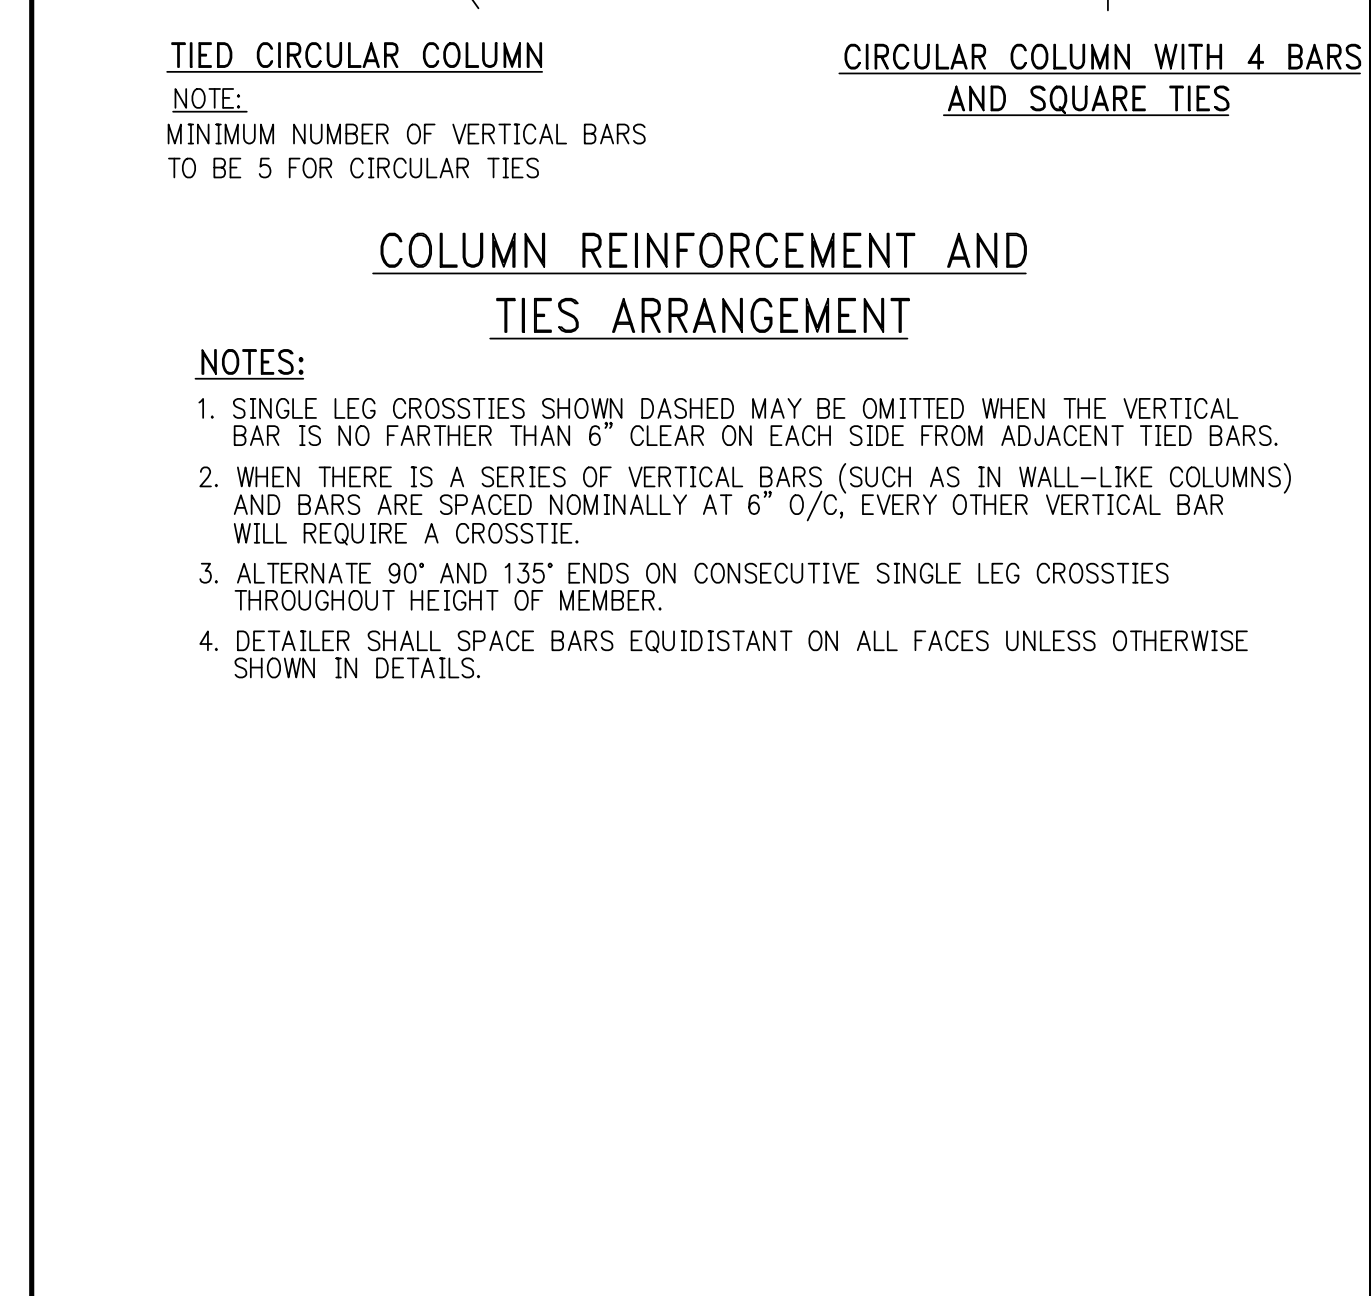 TIED CIRCULAR COLUMN
NOTE:
MINIMUM NUMBER OF VERTICAL BARS
TO BE 5 FOR CIRCULAR TIES
CIRCULAR COLUMN WITH 4 BARS
AND SQUARE TIES
COLUMN REINFORCEMENT AND
TIES ARRANGEMENT
NOTES:
1. SINGLE LEG CROSSTIES SHOWN DASHED MAY BE OMITTED WHEN THE VERTICAL
BAR IS NO FARTHER THAN 6” CLEAR ON EACH SIDE FROM ADJACENT TIED BARS.
2. WHEN THERE IS A SERIES OF VERTICAL BARS (SUCH AS IN WALL–LIKE COLUMNS)
AND BARS ARE SPACED NOMINALLY AT 6” O/C, EVERY OTHER VERTICAL BAR
WILL REQUIRE A CROSSTIE.
3. ALTERNATE 90° AND 135° ENDS ON CONSECUTIVE SINGLE LEG CROSSTIES
THROUGHOUT HEIGHT OF MEMBER.
4. DETAILER SHALL SPACE BARS EQUIDISTANT ON ALL FACES UNLESS OTHERWISE
SHOWN IN DETAILS.